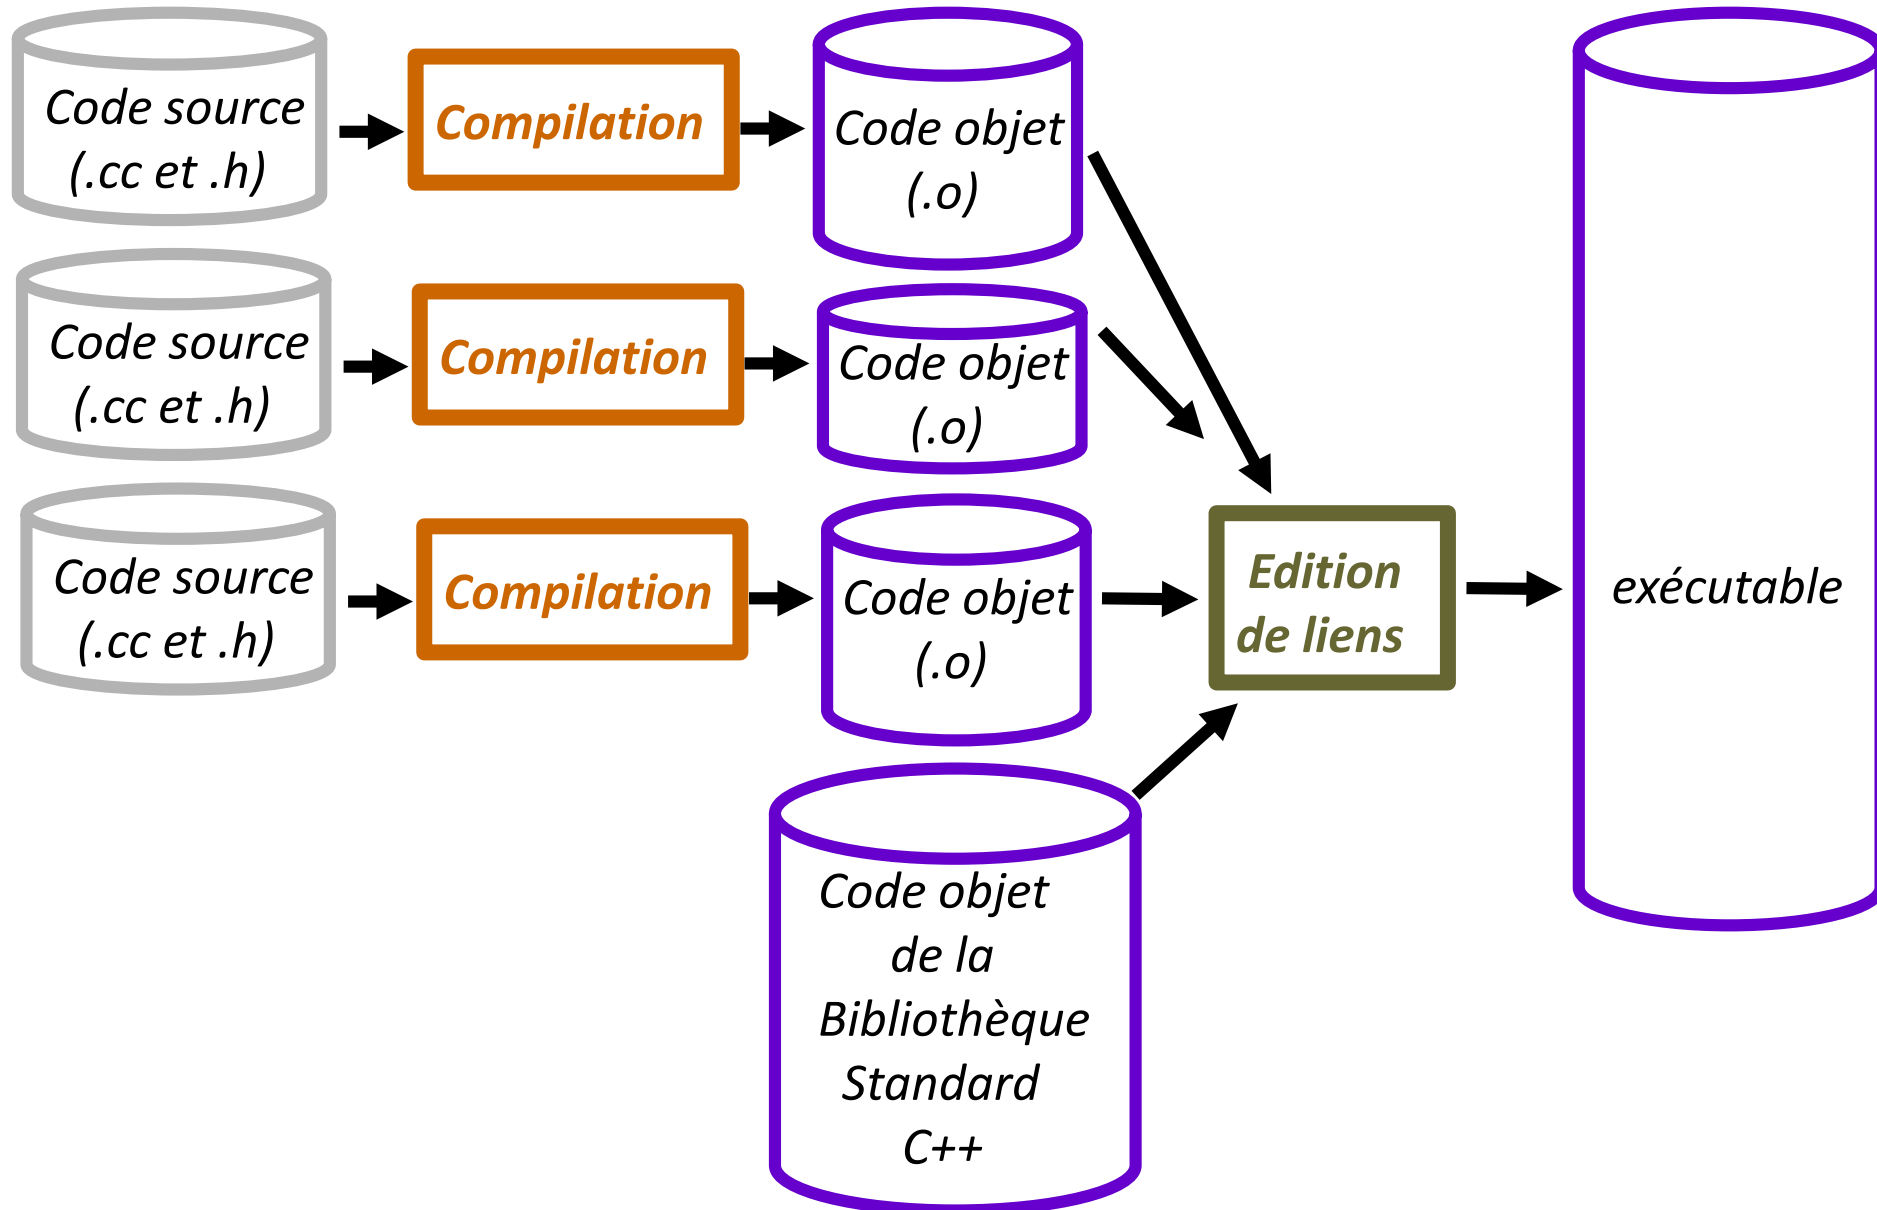 Code source
(.cc et .h)
Compilation
Code objet
(.o)
Code source
(.cc et .h)
Compilation
Code objet
(.o)
Code source
(.cc et .h)
Compilation
Code objet
(.o)
Edition
de liens
exécutable
Code objet
de la
Bibliothèque
Standard
C++